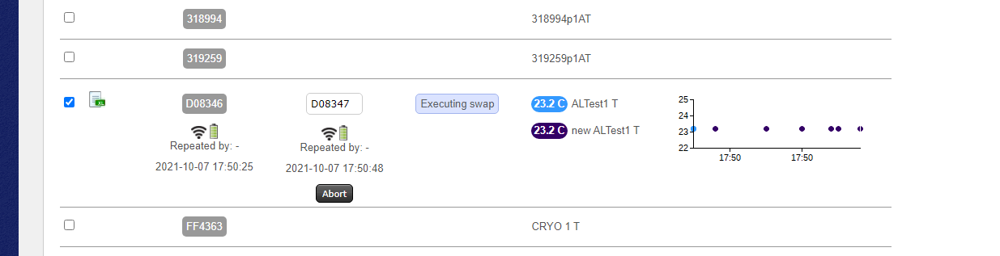 318994 318994p1AT
319259 319259p1AT
XL D08346 D08347 Executing swap 23.2 C ALTest1 T
23.2 C new ALTest1 T
Repeated by: - Repeated by: -
2021-10-07 17:50:25 2021-10-07 17:50:48
Abort
25
24
23
22
17:50 17:50
FF4363 CRYO 1 T